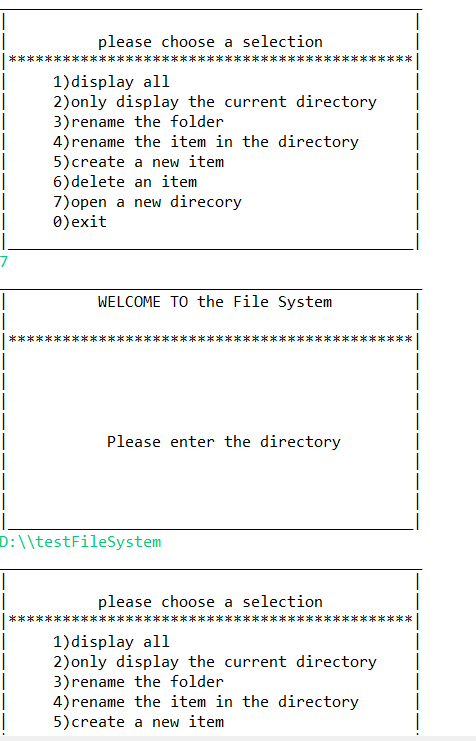 please choose a selection
|*********************************************|
1)display all
2)only display the current directory
3)rename the folder
4)rename the item in the directory
5)create a new item
6)delete an item
7)open a new direcory
0)exit
7
WELCOME TO the File System
|*********************************************|
Please enter the directory
D:\\testFileSystem
please choose a selection
|*********************************************|
1)display all
2)only display the current directory
3)rename the folder
4)rename the item in the directory
5)create a new item